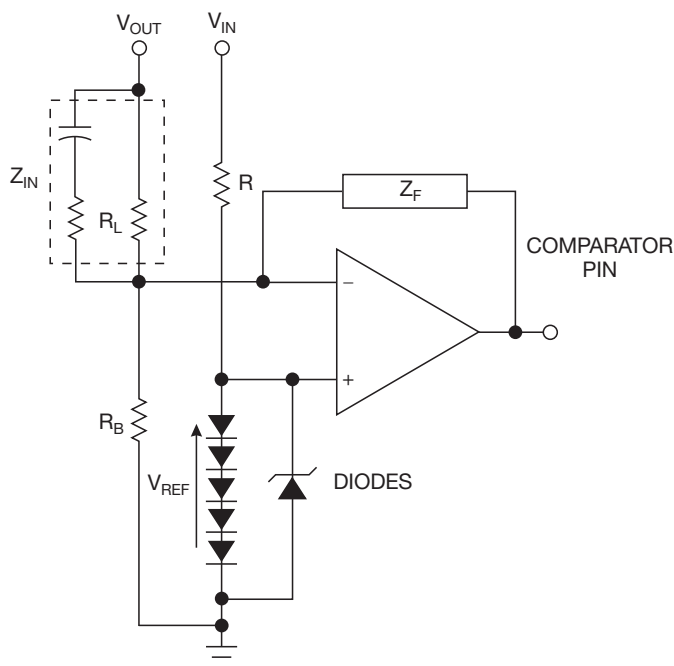 V_OUT
V_IN
Z_IN
R_L
R
Z_F
COMPARATOR
PIN
−
+
R_B
V_REF
DIODES